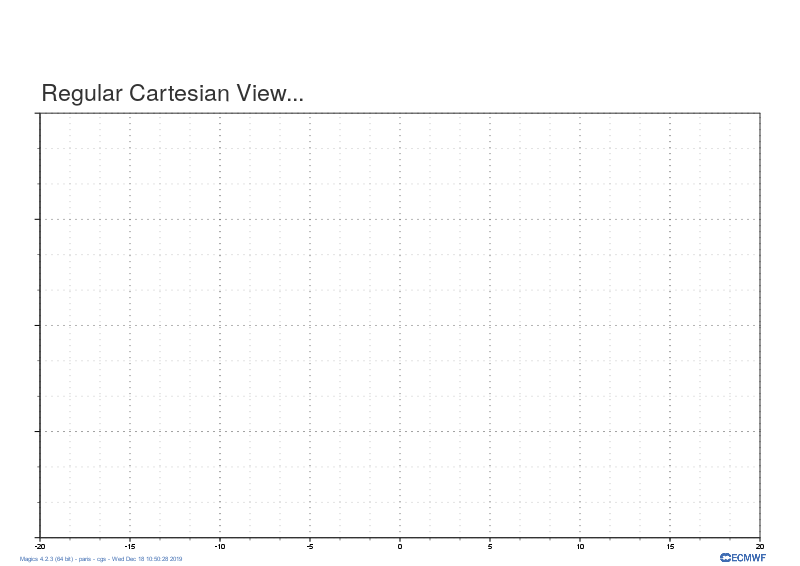 Regular Cartesian View...
-20 -15 -10 -5 0 5 10 15 20
Magics 4.2.3 (64 bit) - paris - cgs - Wed Dec 18 10:50:28 2019
ECMWF